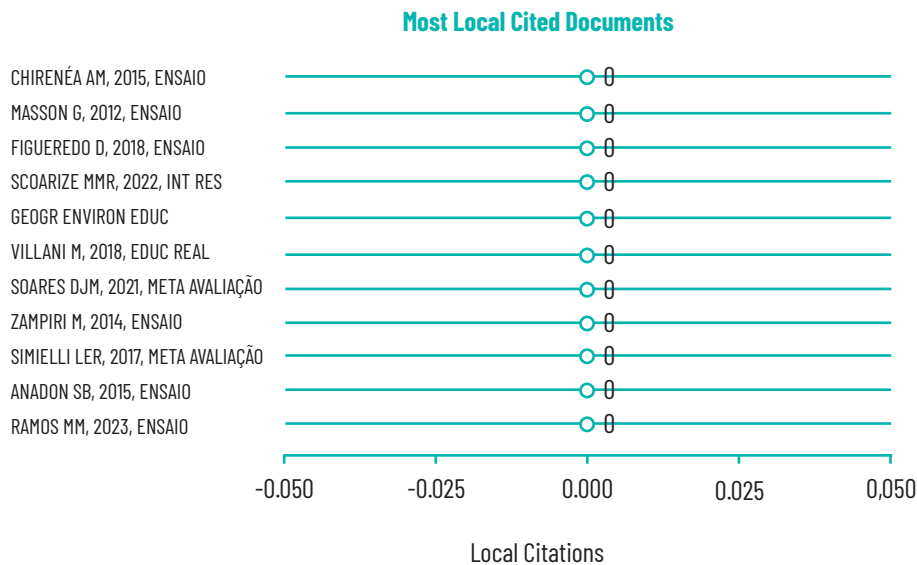 Most Local Cited Documents
CHIRENÉA AM, 2015, ENSAIO 0
MASSON G, 2012, ENSAIO 0
FIGUEREDO D, 2018, ENSAIO 0
SCOARIZE MMR, 2022, INT RES 0
GEOGR ENVIRON EDUC 0
VILLANI M, 2018, EDUC REAL 0
SOARES DJM, 2021, META AVALIAÇÃO 0
ZAMPIRI M, 2014, ENSAIO 0
SIMIELLI LER, 2017, META AVALIAÇÃO 0
ANADON SB, 2015, ENSAIO 0
RAMOS MM, 2023, ENSAIO 0
-0.050 -0.025 0.000 0.025 0,050
Local Citations